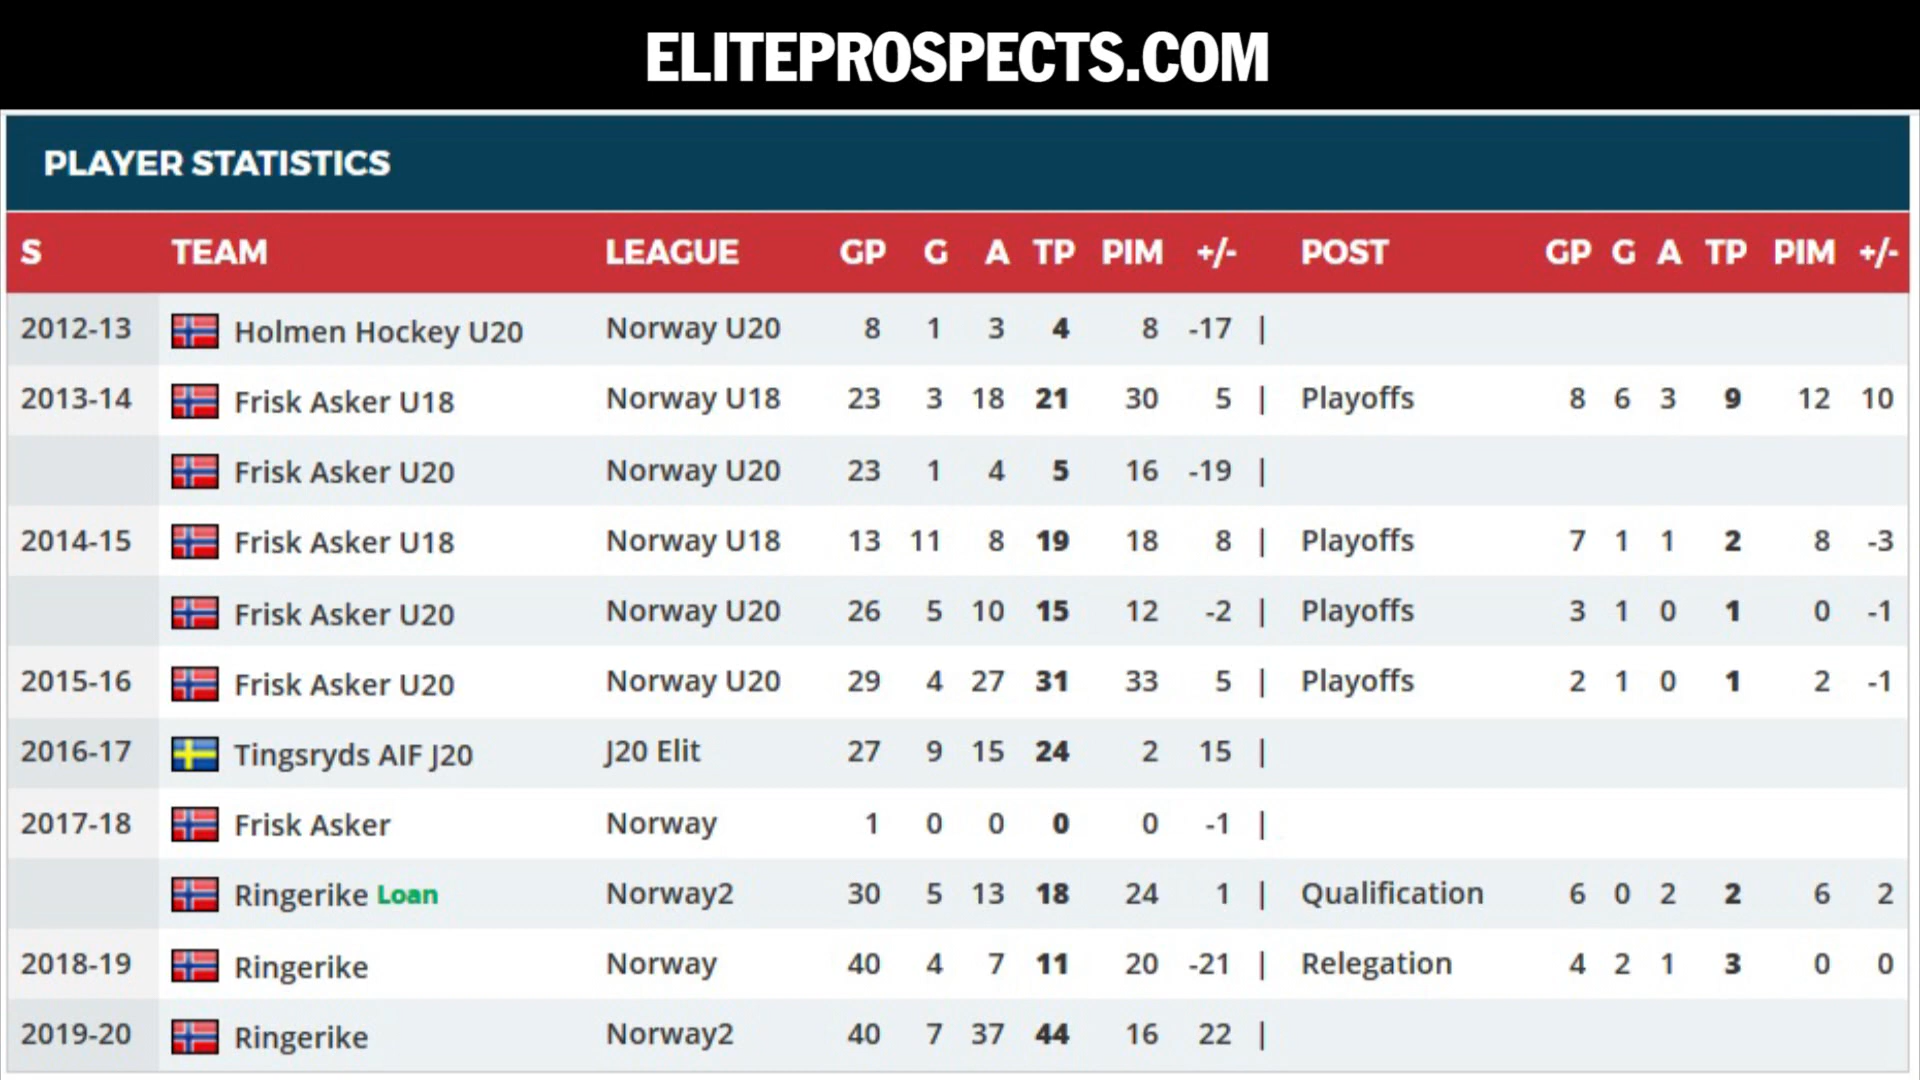 ELITEPROSPECTS.COM
PLAYER STATISTICS
S TEAM LEAGUE GP G A TP PIM +/- POST GP G A TP PIM +/-
2012-13 Holmen Hockey U20 Norway U20 8 1 3 4 8 -17 |
2013-14 Frisk Asker U18 Norway U18 23 3 18 21 30 5 | Playoffs 8 6 3 9 12 10
Frisk Asker U20 Norway U20 23 1 4 5 16 -19 |
2014-15 Frisk Asker U18 Norway U18 13 11 8 19 18 8 | Playoffs 7 1 1 2 8 -3
Frisk Asker U20 Norway U20 26 5 10 15 12 -2 | Playoffs 3 1 0 1 0 -1
2015-16 Frisk Asker U20 Norway U20 29 4 27 31 33 5 | Playoffs 2 1 0 1 2 -1
2016-17 Tingsryds AIF J20 J20 Elit 27 9 15 24 2 15 |
2017-18 Frisk Asker Norway 1 0 0 0 0 -1 |
Ringerike Loan Norway2 30 5 13 18 24 1 | Qualification 6 0 2 2 6 2
2018-19 Ringerike Norway 40 4 7 11 20 -21 | Relegation 4 2 1 3 0 0
2019-20 Ringerike Norway2 40 7 37 44 16 22 |